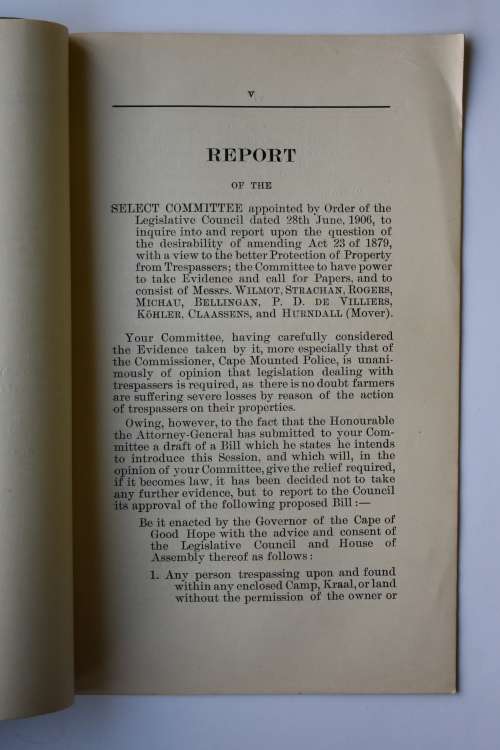 v
REPORT
OF THE
SELECT COMMITTEE appointed by Order of the
Legislative Council dated 28th June, 1906, to
inquire into and report upon the question of
the desirability of amending Act 23 of 1879,
with a view to the better Protection of Property
from Trespassers; the Committee to have power
to take Evidence and call for Papers, and to
consist of Messrs. WILMOT, STRACHAN, ROGERS,
MICHAU, BELLINGAN, P. D. DE VILLIERS,
KÖHLER, CLAASSENS, and HURNDALL (Mover).
Your Committee, having carefully considered
the Evidence taken by it, more especially that of
the Commissioner, Cape Mounted Police, is unani-
mously of opinion that legislation dealing with
trespassers is required, as there is no doubt farmers
are suffering severe losses by reason of the action
of trespassers on their properties.
Owing, however, to the fact that the Honourable
the Attorney-General has submitted to your Com-
mittee a draft of a Bill which he states he intends
to introduce this Session, and which will, in the
opinion of your Committee, give the relief required,
if it becomes law, it has been decided not to take
any further evidence, but to report to the Council
its approval of the following proposed Bill :—
Be it enacted by the Governor of the Cape of
Good Hope with the advice and consent of
the Legislative Council and House of
Assembly thereof as follows :
1. Any person trespassing upon and found
within any enclosed Camp, Kraal, or land
without the permission of the owner or